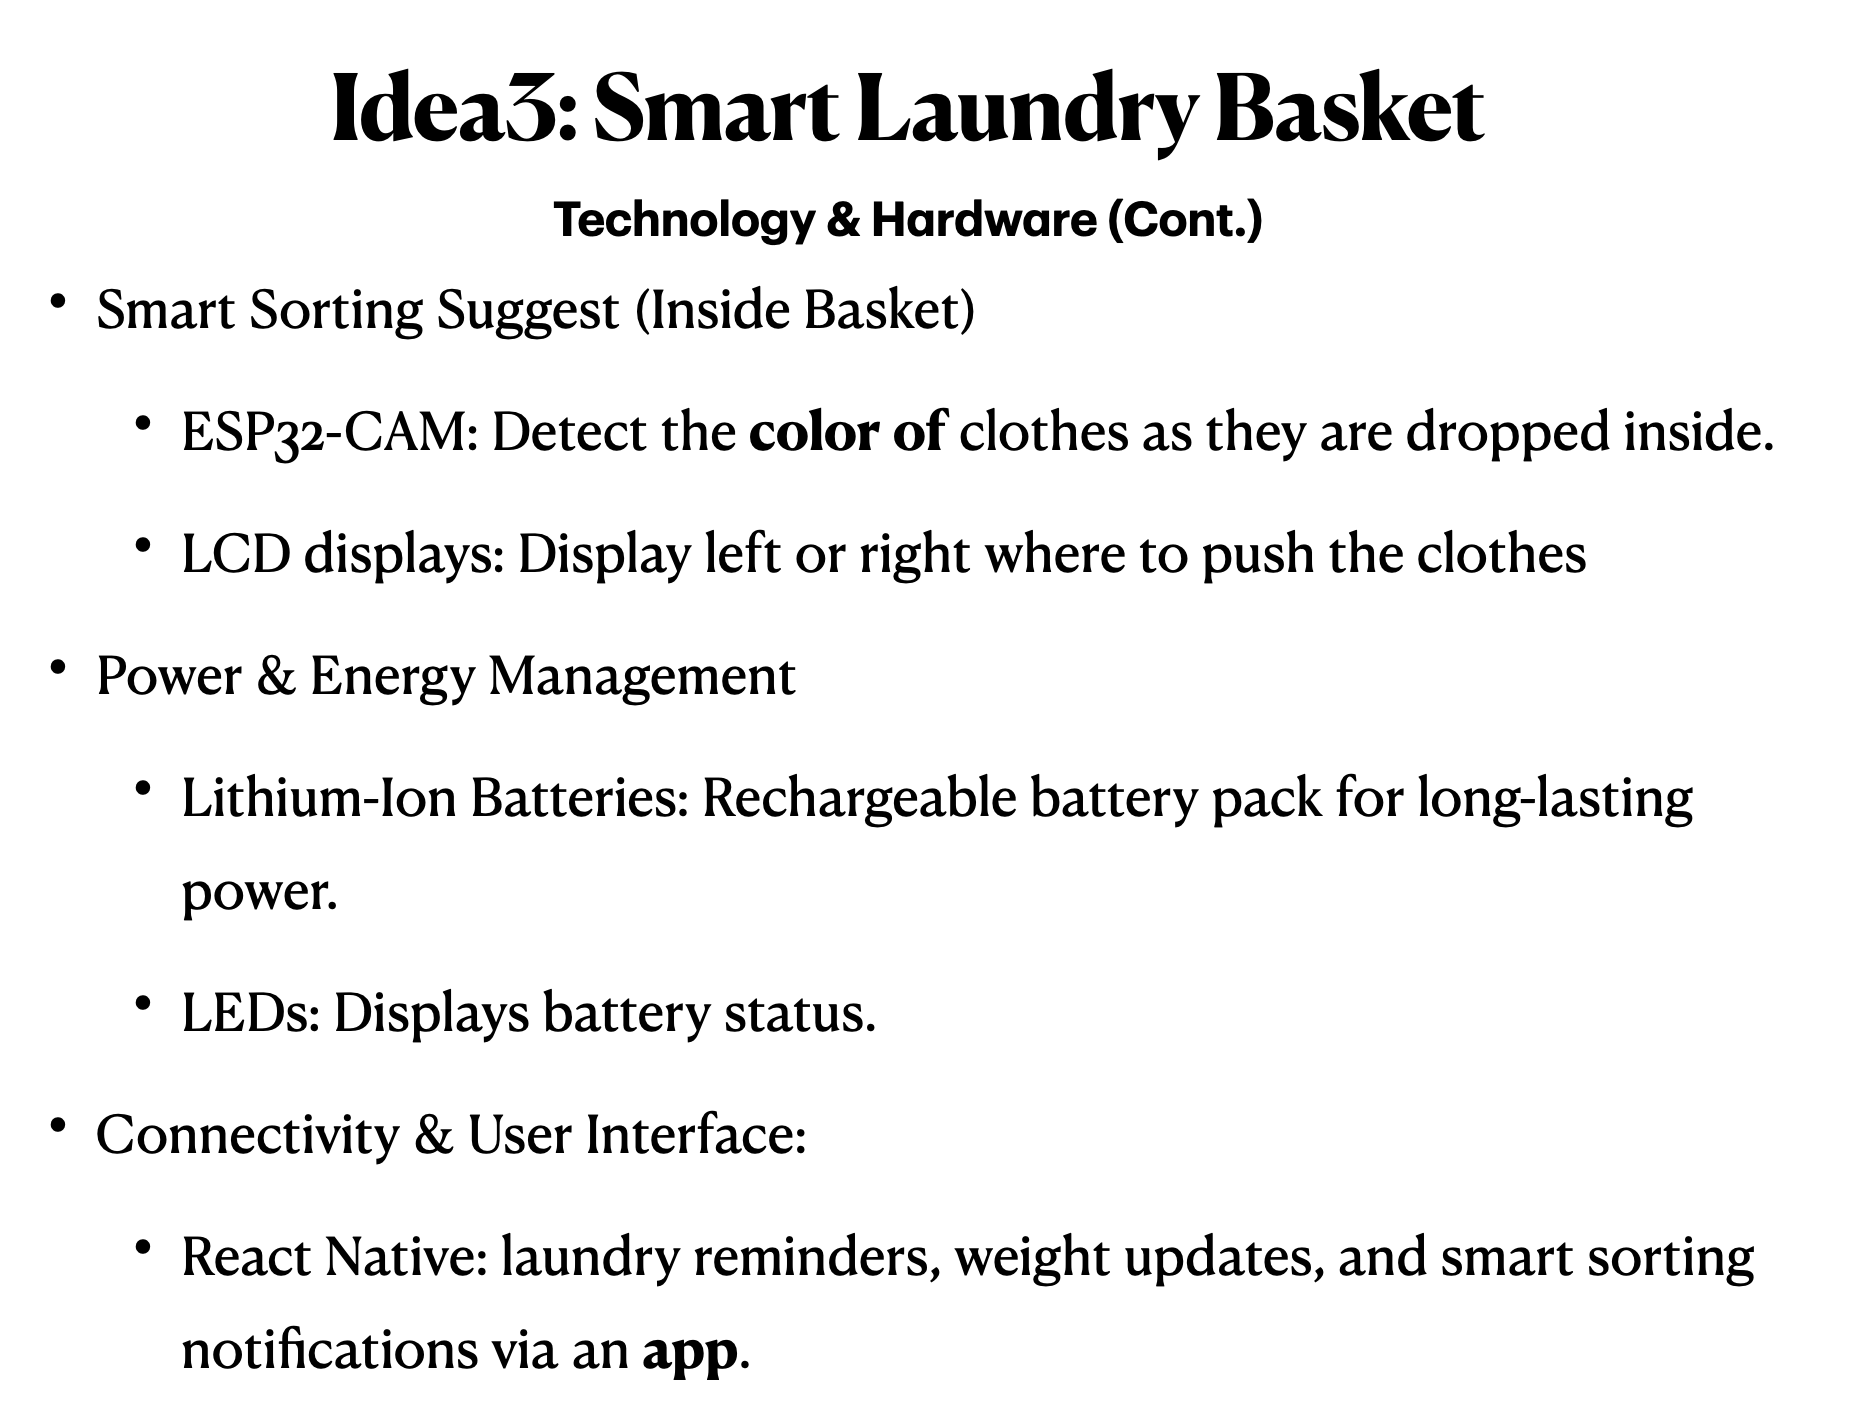 Idea3: Smart Laundry Basket
Technology & Hardware (Cont.)
• Smart Sorting Suggest (Inside Basket)
• ESP32-CAM: Detect the color of clothes as they are dropped inside.
• LCD displays: Display left or right where to push the clothes
• Power & Energy Management
• Lithium-Ion Batteries: Rechargeable battery pack for long-lasting
power.
• LEDs: Displays battery status.
• Connectivity & User Interface:
• React Native: laundry reminders, weight updates, and smart sorting
notifications via an app.